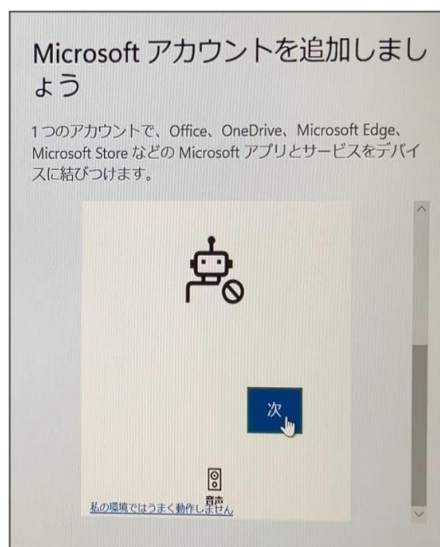 Microsoft アカウントを追加しまし
ょう
1 つのアカウントで、Office、OneDrive、Microsoft Edge、
Microsoft Store などの Microsoft アプリとサービスをデバイ
スに結びつけます。
次
音声
私の環境ではうまく動作しません